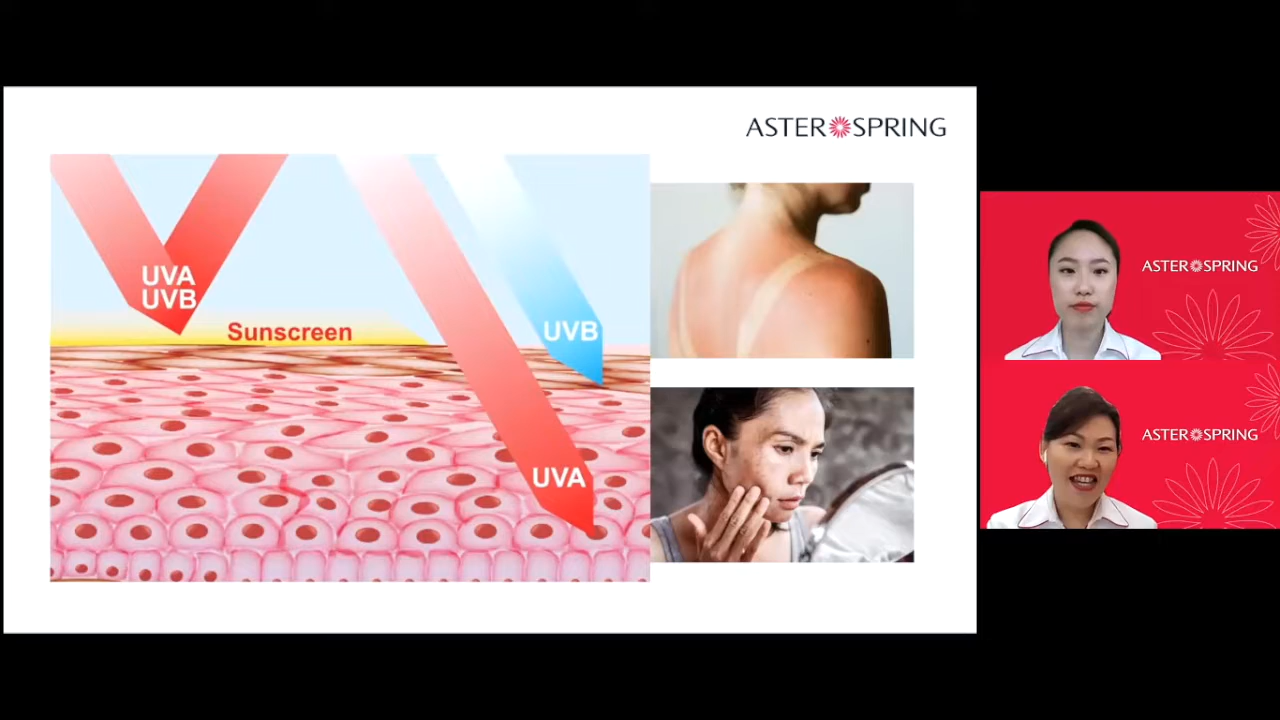 ASTER SPRING
UVA
UVB
Sunscreen
UVB
UVA
ASTER SPRING
ASTER SPRING